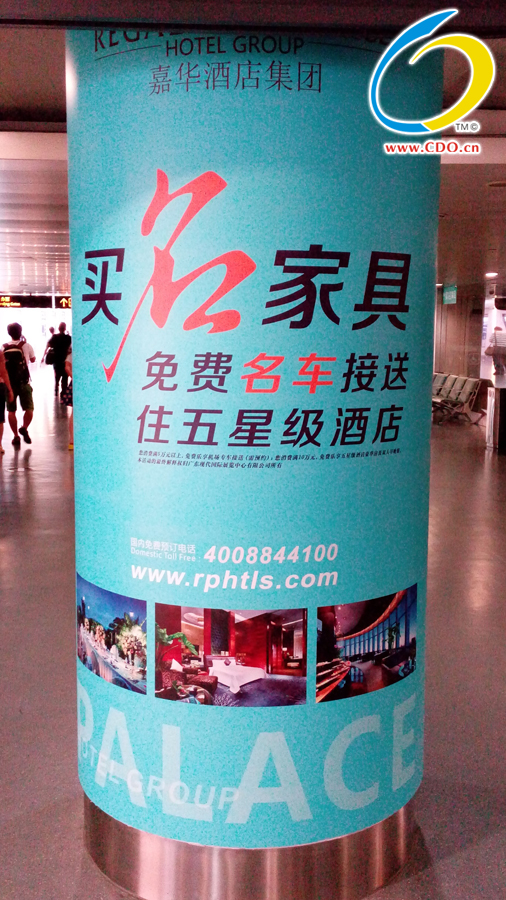 REGAL
HOTEL GROUP
嘉华酒店集团
TM©
www.CDO.cn
买名家具
免费名车接送
住五星级酒店
国内免费预订电话
Domestic Toll Free
4008844100
www.rphtls.com
PALACE
HOTEL GROUP